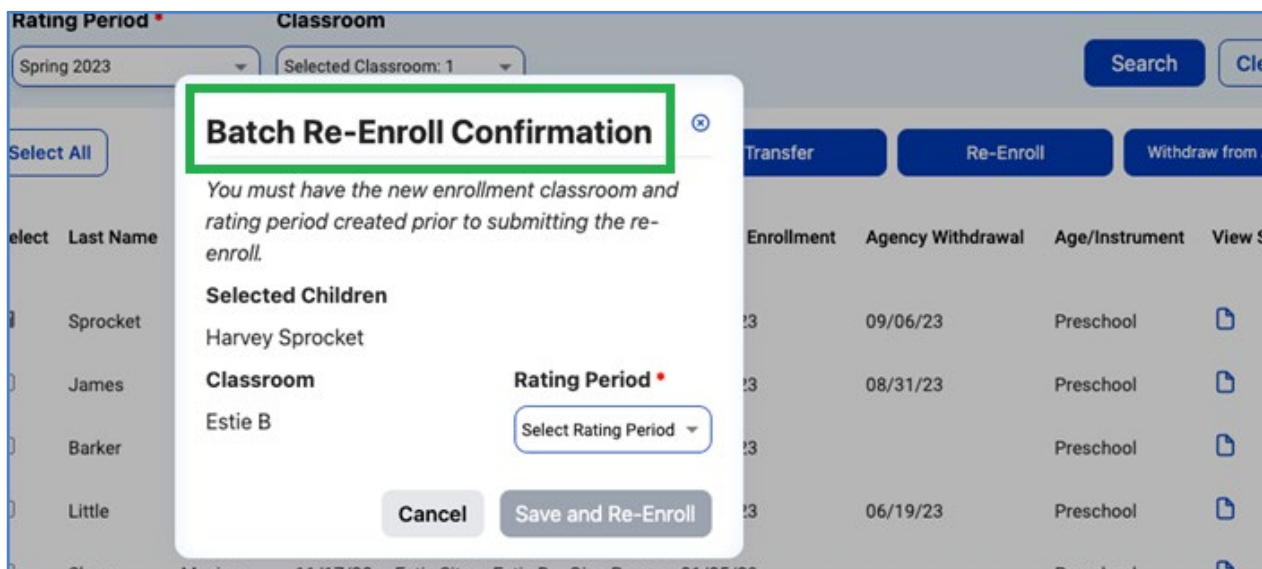 Rating Period *
Classroom
Spring 2023
Selected Classroom: 1
Search
Batch Re-Enroll Confirmation
Select All
Transfer
Re-Enroll
Withdraw from
You must have the new enrollment classroom and
rating period created prior to submitting the re-
enroll.
Last Name
Enrollment
Agency Withdrawal
Age/Instrument
View
Selected Children
Harvey Sprocket
Sprocket
09/06/23
Preschool
Classroom
Rating Period *
James
08/31/23
Preschool
Estie B
Select Rating Period
Barker
Preschool
Cancel
Save and Re-Enroll
Little
06/19/23
Preschool